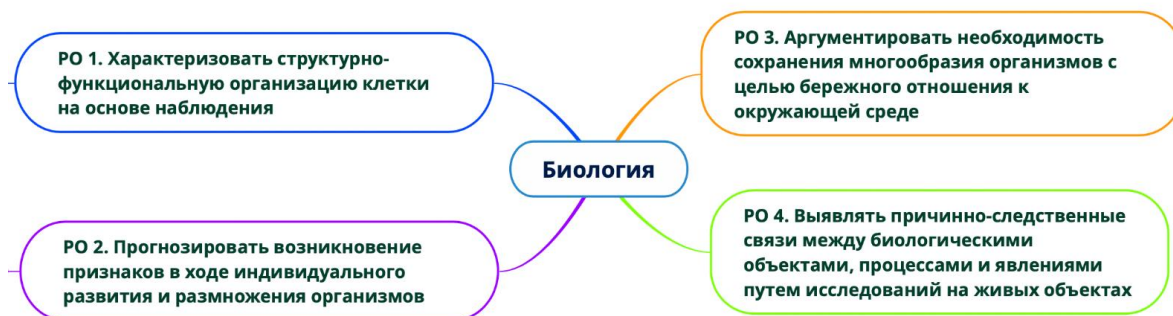 РО 1. Характеризовать структурно-
функциональную организацию клетки
на основе наблюдения
РО 3. Аргументировать необходимость
сохранения многообразия организмов с
целью бережного отношения к
окружающей среде
Биология
РО 2. Прогнозировать возникновение
признаков в ходе индивидуального
развития и размножения организмов
РО 4. Выявлять причинно-следственные
связи между биологическими
объектами, процессами и явлениями
путем исследований на живых объектах